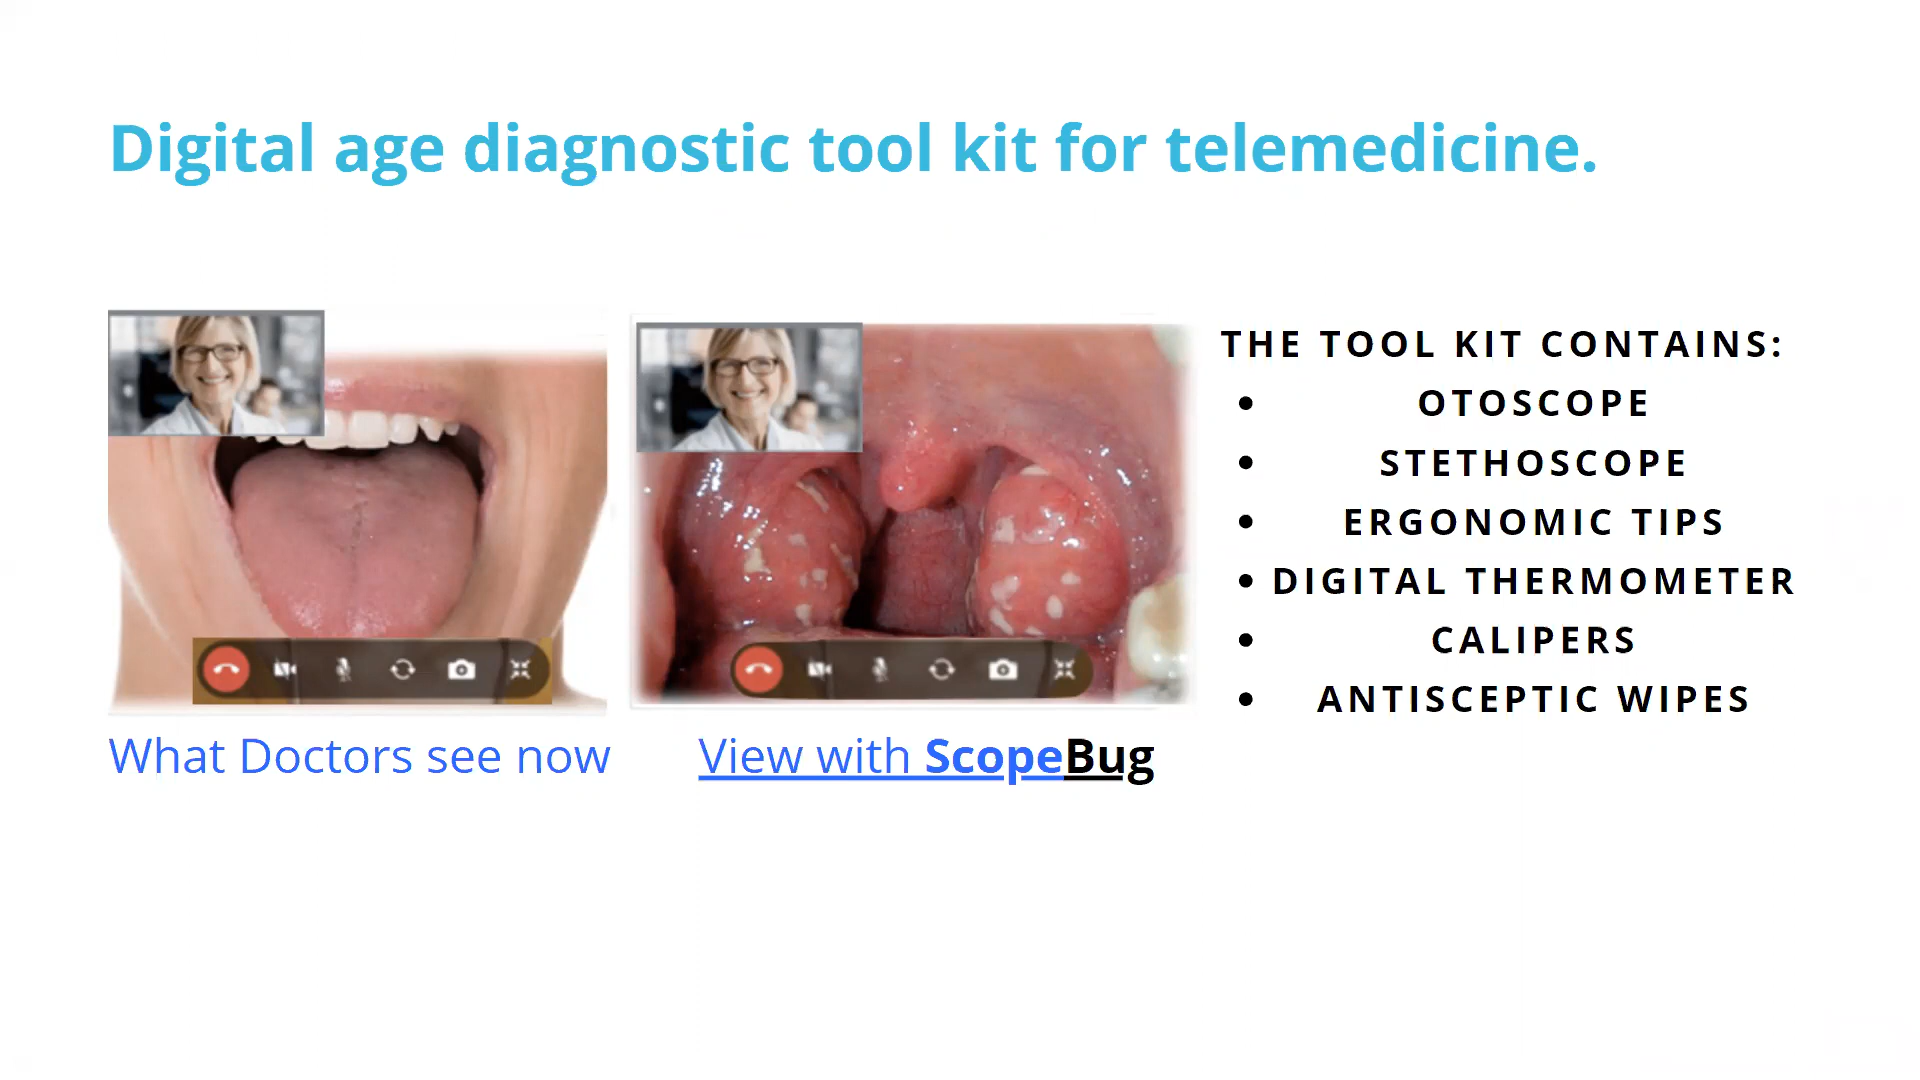 Digital age diagnostic tool kit for telemedicine.
THE TOOL KIT CONTAINS:
• OTOSCOPE
• STETHOSCOPE
• ERGONOMIC TIPS
• DIGITAL THERMOMETER
• CALIPERS
• ANTISCEPTIC WIPES
What Doctors see now
View with ScopeBug